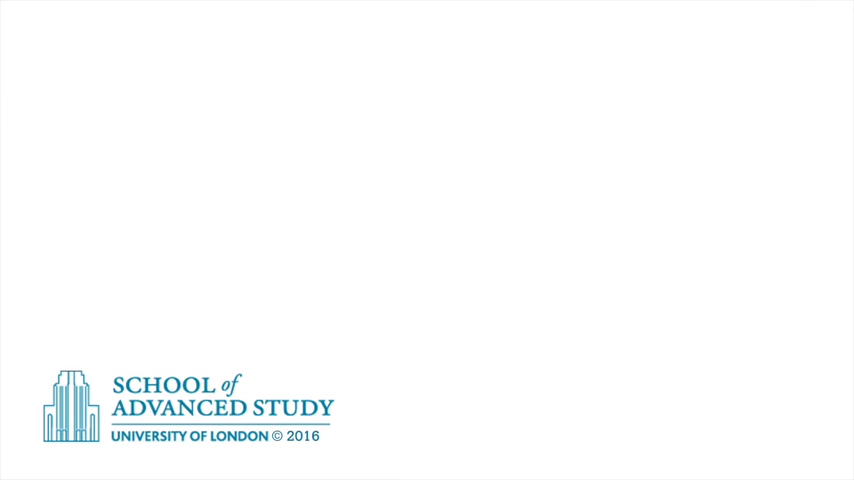 SCHOOL of
ADVANCED STUDY
UNIVERSITY OF LONDON © 2016